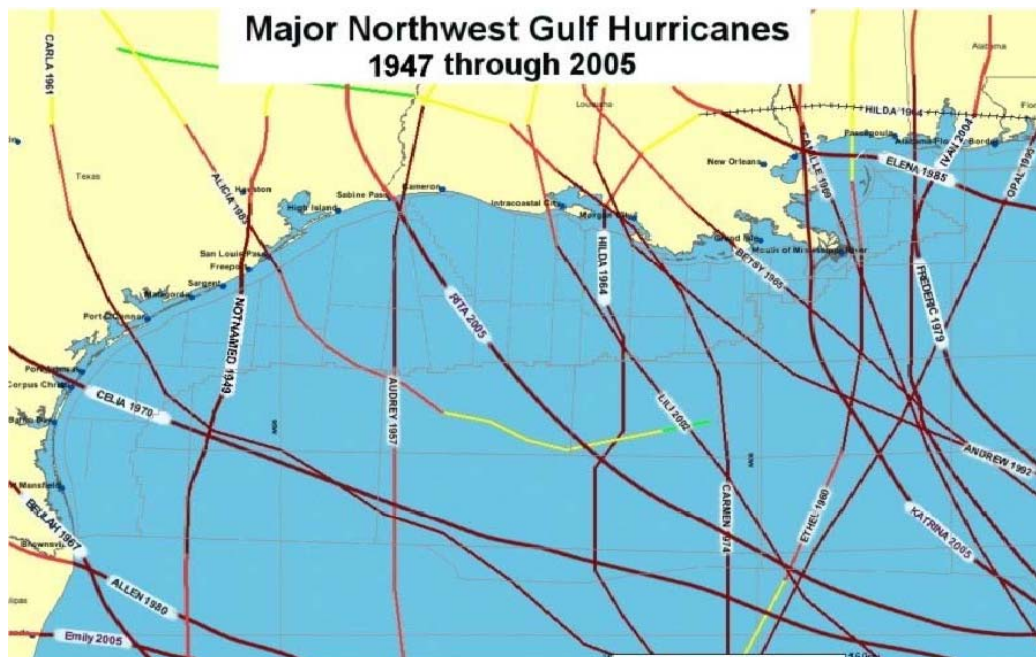 Major Northwest Gulf Hurricanes
1947 through 2005
CARLA 1961
Alabama
Louisiana
HILDA 1964
Pascagoula
Alabama-Florida Border
IVAN 2004
CAMILLE 1969
New Orleans
ELENA 1985
OPAL 1995
Texas
ALICIA 1983
Houston
Sabine Pass
Cameron
High Island
Intracoastal City
Morgan City
Grand Isle
Mouth of Mississippi River
San Louis Pass
Freeport
Sargent
Matagorda
Port O'Connor
NOTNAMED 1949
HILDA 1964
BETSY 1965
RITA 2005
FREDERIC 1979
Port Aransas
Corpus Christi
CELIA 1970
AUDREY 1957
LILI 2002
Baffin Bay
ANDREW 1992
Mansfield
CARMEN 1974
ETHEL 1960
KATRINA 2005
BEULAH 1967
Brownsville
ALLEN 1980
Emily 2005